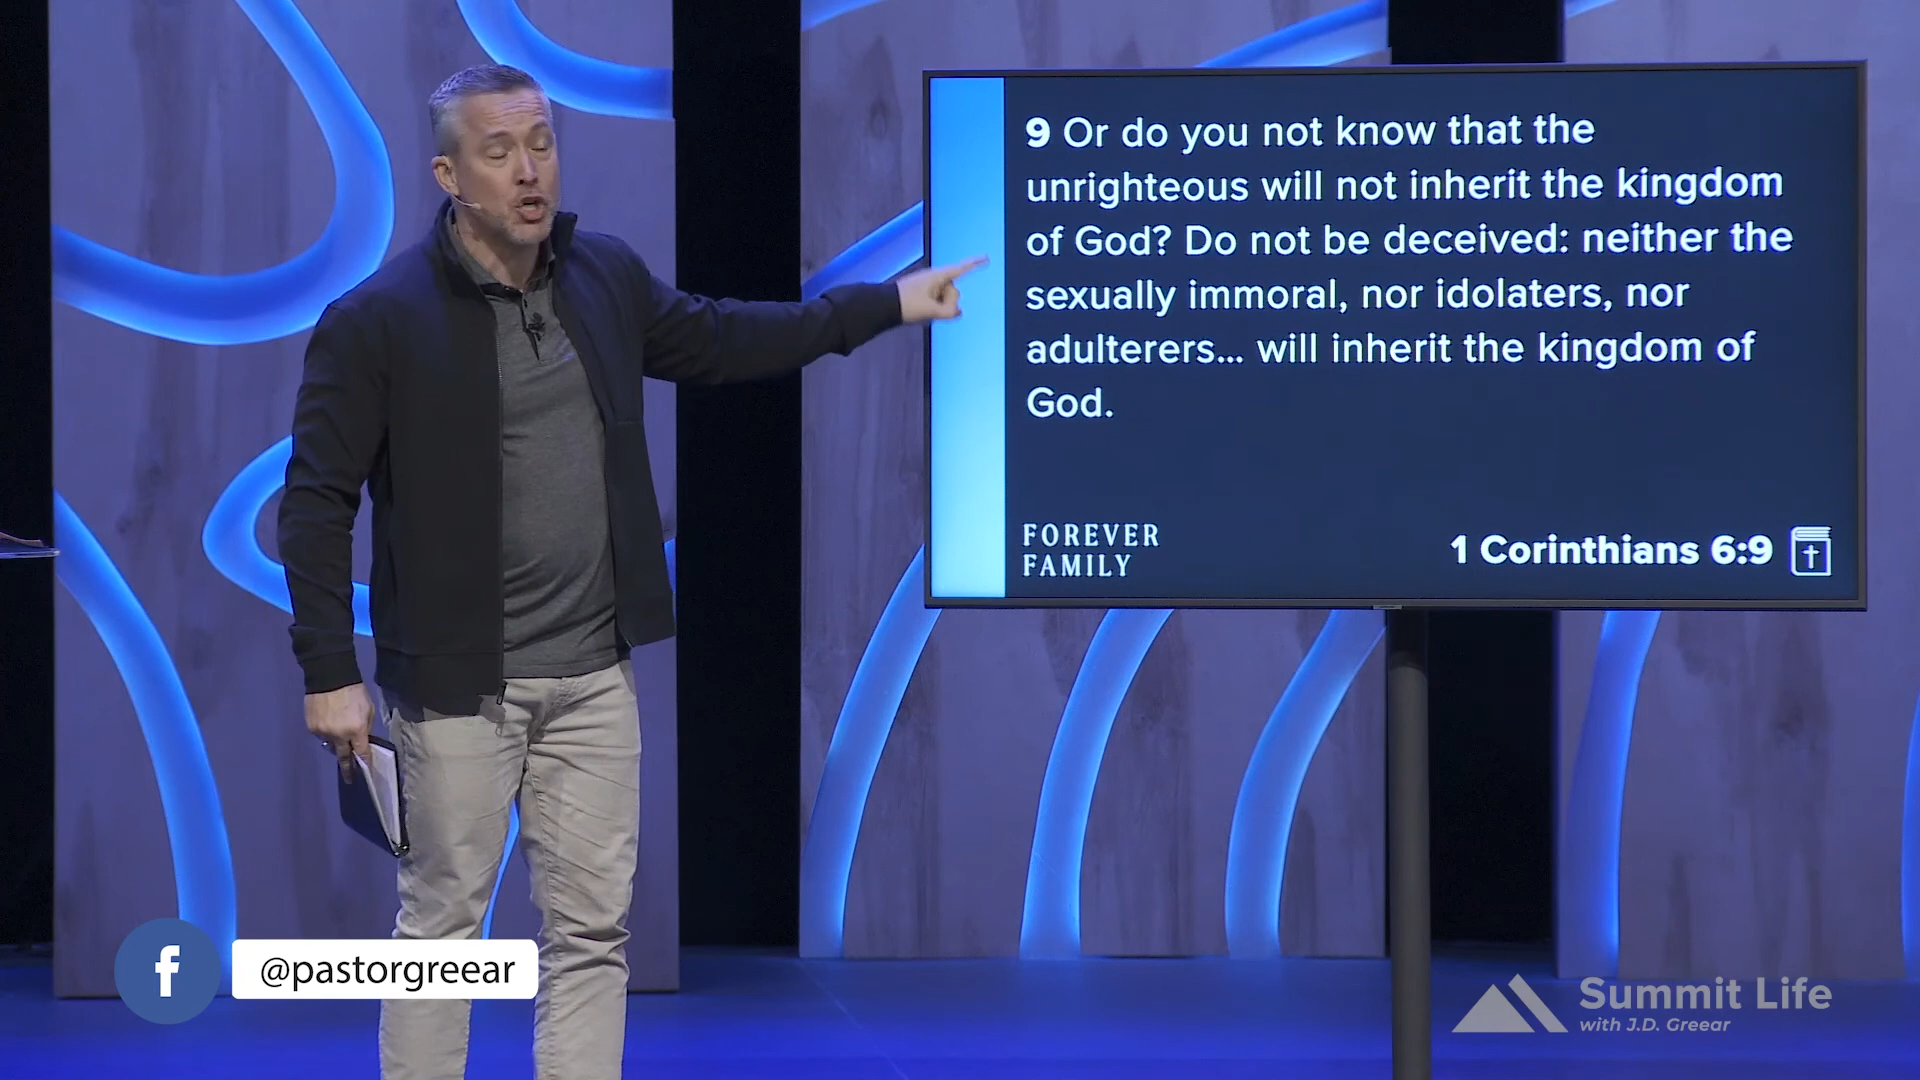 9 Or do you not know that the
unrighteous will not inherit the kingdom
of God? Do not be deceived: neither the
sexually immoral, nor idolaters, nor
adulterers... will inherit the kingdom of
God.
FOREVER
FAMILY
1 Corinthians 6:9
f
@pastorgreear
Summit Life
with J.D. Greear